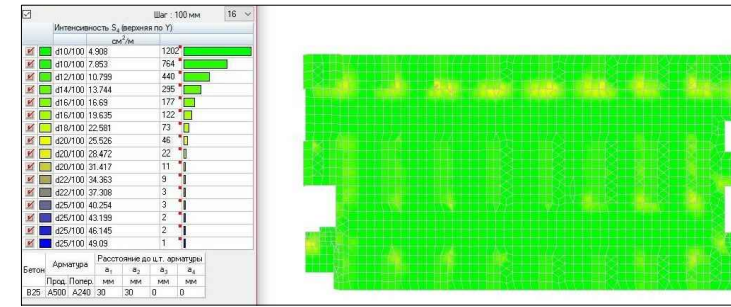 Шаг : 100 мм 16
Интенсивность S₄ (верхняя по Y)
см²/м
d10/100 4.908 1202
d10/100 7.853 764
d12/100 10.799 440
d14/100 13.744 295
d16/100 16.69 177
d16/100 19.635 122
d18/100 22.581 73
d20/100 25.526 46
d20/100 28.472 22
d20/100 31.417 11
d22/100 34.363 9
d22/100 37.308 3
d25/100 40.254 3
d25/100 43.199 2
d25/100 46.145 2
d25/100 49.09 1
Бетон Арматура Расстояние до ц.т. арматуры
a₁ a₂ a₃ a₄
Прод. Попер. мм мм мм мм
B25 A500 A240 30 30 0 0